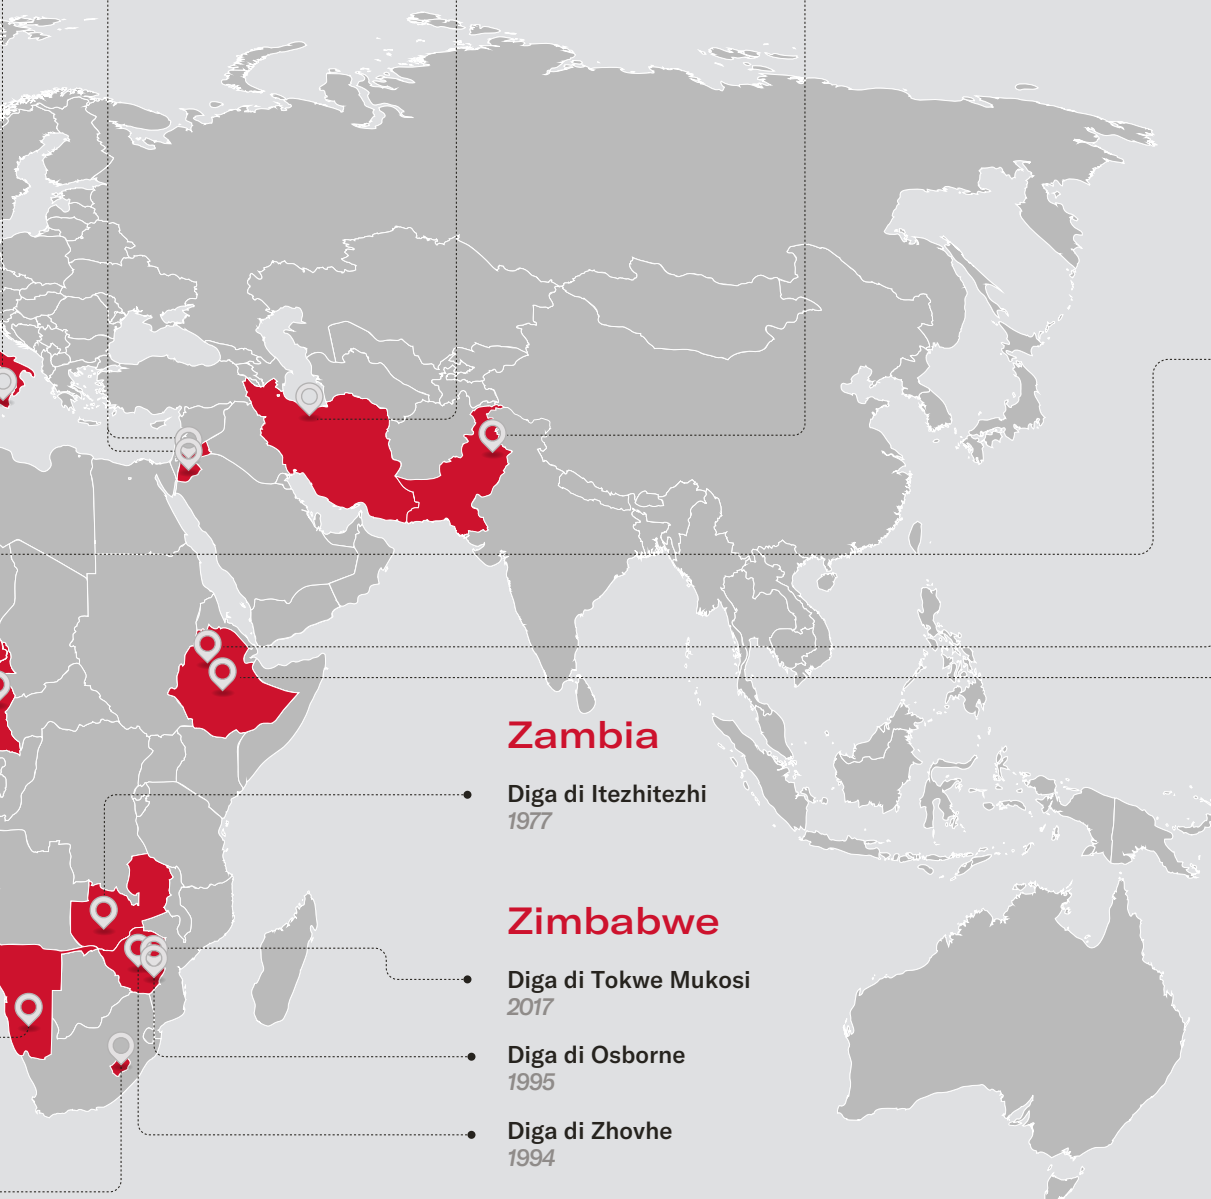 Zambia
Diga di Itezhitezhi
1977
Zimbabwe
Diga di Tokwe Mukosi
2017
Diga di Osborne
1995
Diga di Zhovhe
1994